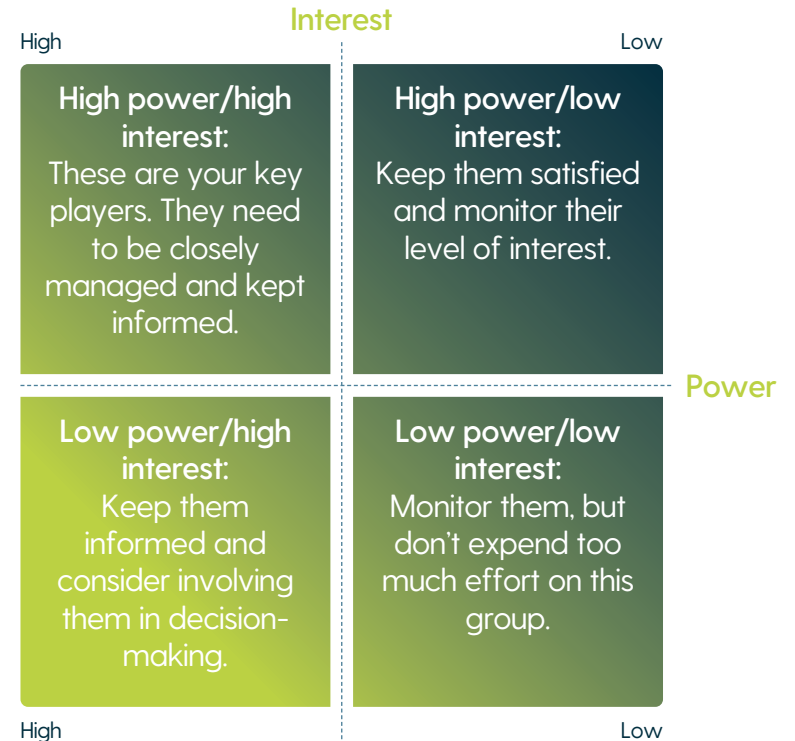 Interest
High
Low
High power/high
interest:
These are your key
players. They need
to be closely
managed and kept
informed.
High power/low
interest:
Keep them satisfied
and monitor their
level of interest.
Power
Low power/high
interest:
Keep them
informed and
consider involving
them in decision-
making.
Low power/low
interest:
Monitor them, but
don’t expend too
much effort on this
group.
High
Low